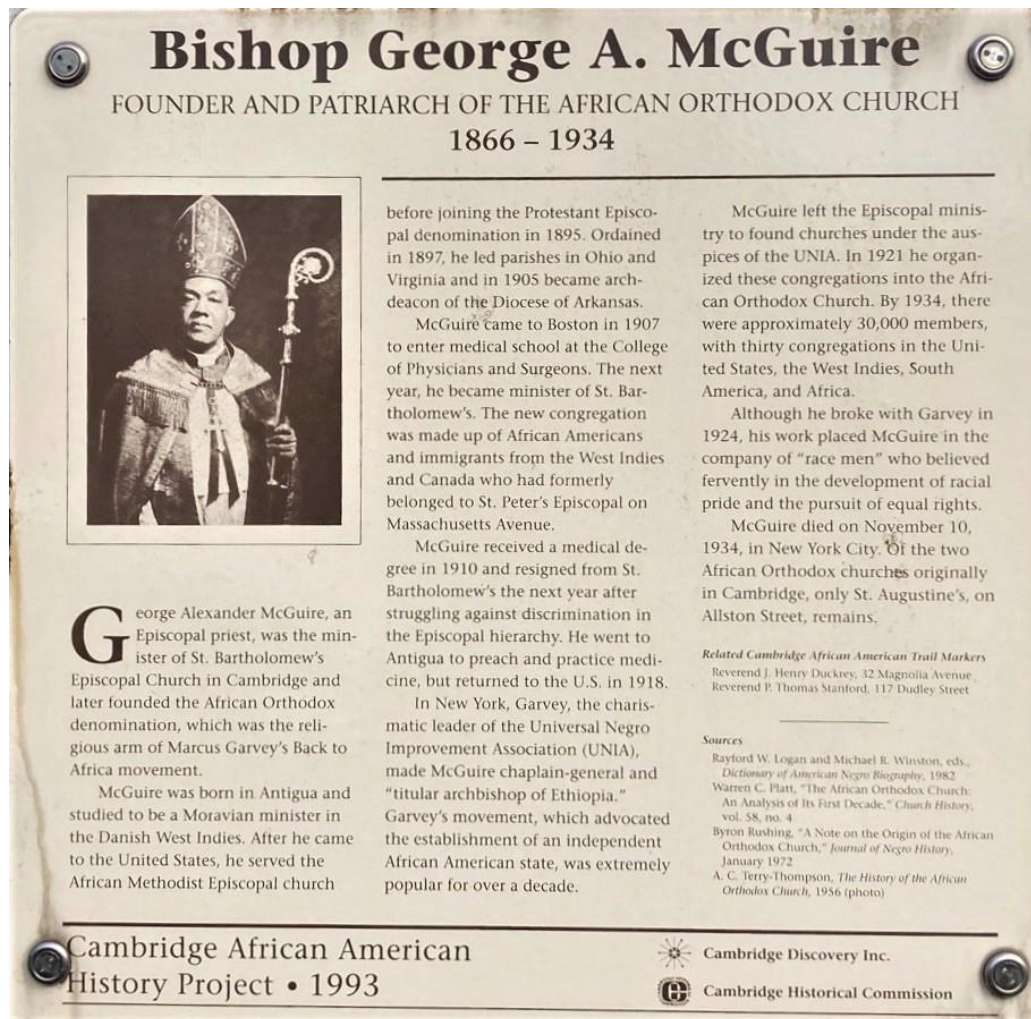 Bishop George A. McGuire
FOUNDER AND PATRIARCH OF THE AFRICAN ORTHODOX CHURCH
1866 – 1934
George Alexander McGuire, an
Episcopal priest, was the min-
ister of St. Bartholomew's
Episcopal Church in Cambridge and
later founded the African Orthodox
denomination, which was the reli-
gious arm of Marcus Garvey's Back to
Africa movement.
McGuire was born in Antigua and
studied to be a Moravian minister in
the Danish West Indies. After he came
to the United States, he served the
African Methodist Episcopal church
before joining the Protestant Episco-
pal denomination in 1895. Ordained
in 1897, he led parishes in Ohio and
Virginia and in 1905 became arch-
deacon of the Diocese of Arkansas.
McGuire came to Boston in 1907
to enter medical school at the College
of Physicians and Surgeons. The next
year, he became minister of St. Bar-
tholomew's. The new congregation
was made up of African Americans
and immigrants from the West Indies
and Canada who had formerly
belonged to St. Peter's Episcopal on
Massachusetts Avenue.
McGuire received a medical de-
gree in 1910 and resigned from St.
Bartholomew's the next year after
struggling against discrimination in
the Episcopal hierarchy. He went to
Antigua to preach and practice medi-
cine, but returned to the U.S. in 1918.
In New York, Garvey, the charis-
matic leader of the Universal Negro
Improvement Association (UNIA),
made McGuire chaplain-general and
"titular archbishop of Ethiopia."
Garvey's movement, which advocated
the establishment of an independent
African American state, was extremely
popular for over a decade.
McGuire left the Episcopal minis-
try to found churches under the aus-
pices of the UNIA. In 1921 he organ-
ized these congregations into the Afri-
can Orthodox Church. By 1934, there
were approximately 30,000 members,
with thirty congregations in the Uni-
ted States, the West Indies, South
America, and Africa.
Although he broke with Garvey in
1924, his work placed McGuire in the
company of "race men" who believed
fervently in the development of racial
pride and the pursuit of equal rights.
McGuire died on November 10,
1934, in New York City. Of the two
African Orthodox churches originally
in Cambridge, only St. Augustine's, on
Allston Street, remains.
Related Cambridge African American Trail Markers
Reverend J. Henry Duckrey, 32 Magnolia Avenue
Reverend P. Thomas Stanford, 117 Dudley Street
Sources
Rayford W. Logan and Michael R. Winston, eds.,
Dictionary of American Negro Biography, 1982
Warren C. Platt, "The African Orthodox Church:
An Analysis of Its First Decade," Church History,
vol. 58, no. 4
Byron Rushing, "A Note on the Origin of the African
Orthodox Church," Journal of Negro History,
January 1972
A. C. Terry-Thompson, The History of the African
Orthodox Church, 1956 (photo)
Cambridge African American
History Project • 1993
Cambridge Discovery Inc.
Cambridge Historical Commission